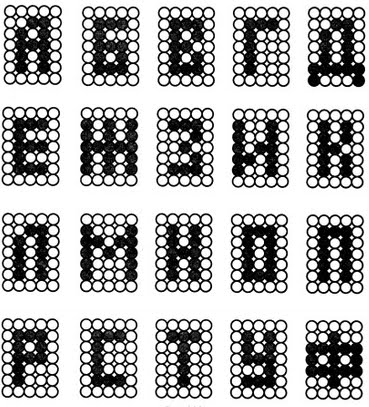 А Б В Г Д
Е Ж З И К
Л М Н О П
Р С Т У Ф